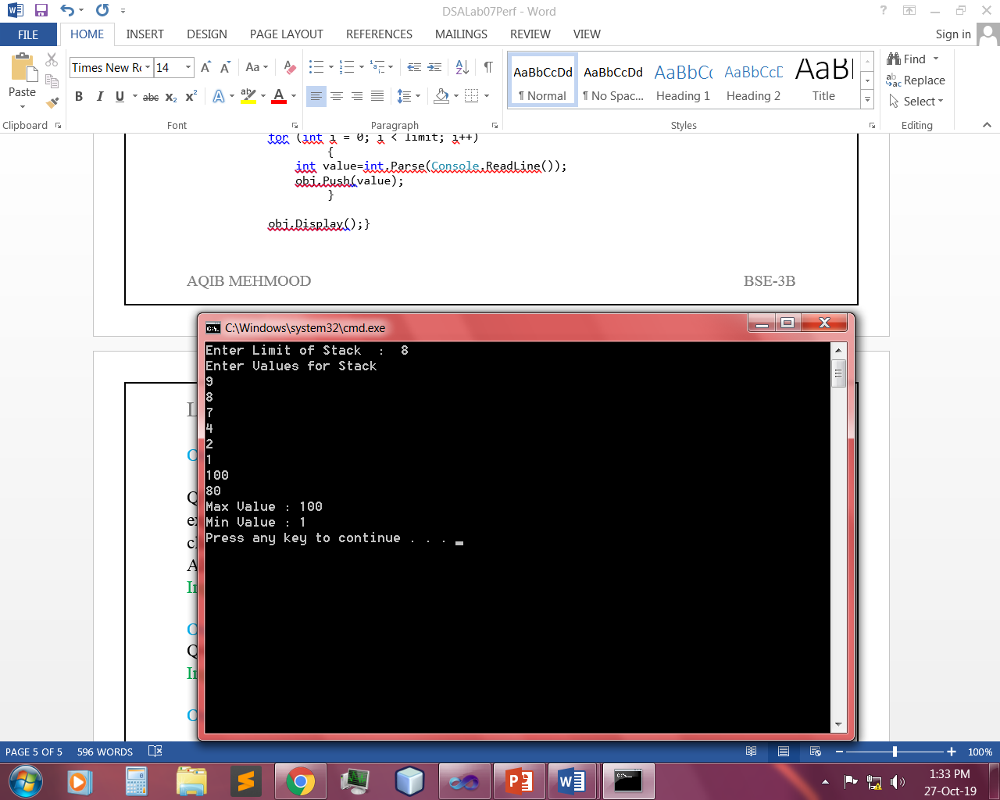 DSALab07Perf - Word
FILE HOME INSERT DESIGN PAGE LAYOUT REFERENCES MAILINGS REVIEW VIEW Sign in
Paste
Times New Ro 14
Aa
B I U abc X₂ X² A ab A
Clipboard Font Paragraph Styles Editing
AaBbCcDd AaBbCcDd AaBbCc AaBbCcD AaBl
¶ Normal ¶ No Spac... Heading 1 Heading 2 Title
Find
Replace
Select
for (int i = 0; i < limit; i++)
{
int value=int.Parse(Console.ReadLine());
obj.Push(value);
}
obj.Display();}
AQIB MEHMOOD BSE-3B
C:\Windows\system32\cmd.exe
Enter Limit of Stack  :  8
Enter Values for Stack
9
8
7
4
2
1
100
80
Max Value : 100
Min Value : 1
Press any key to continue . . .
PAGE 5 OF 5 596 WORDS 100%
1:33 PM
27-Oct-19